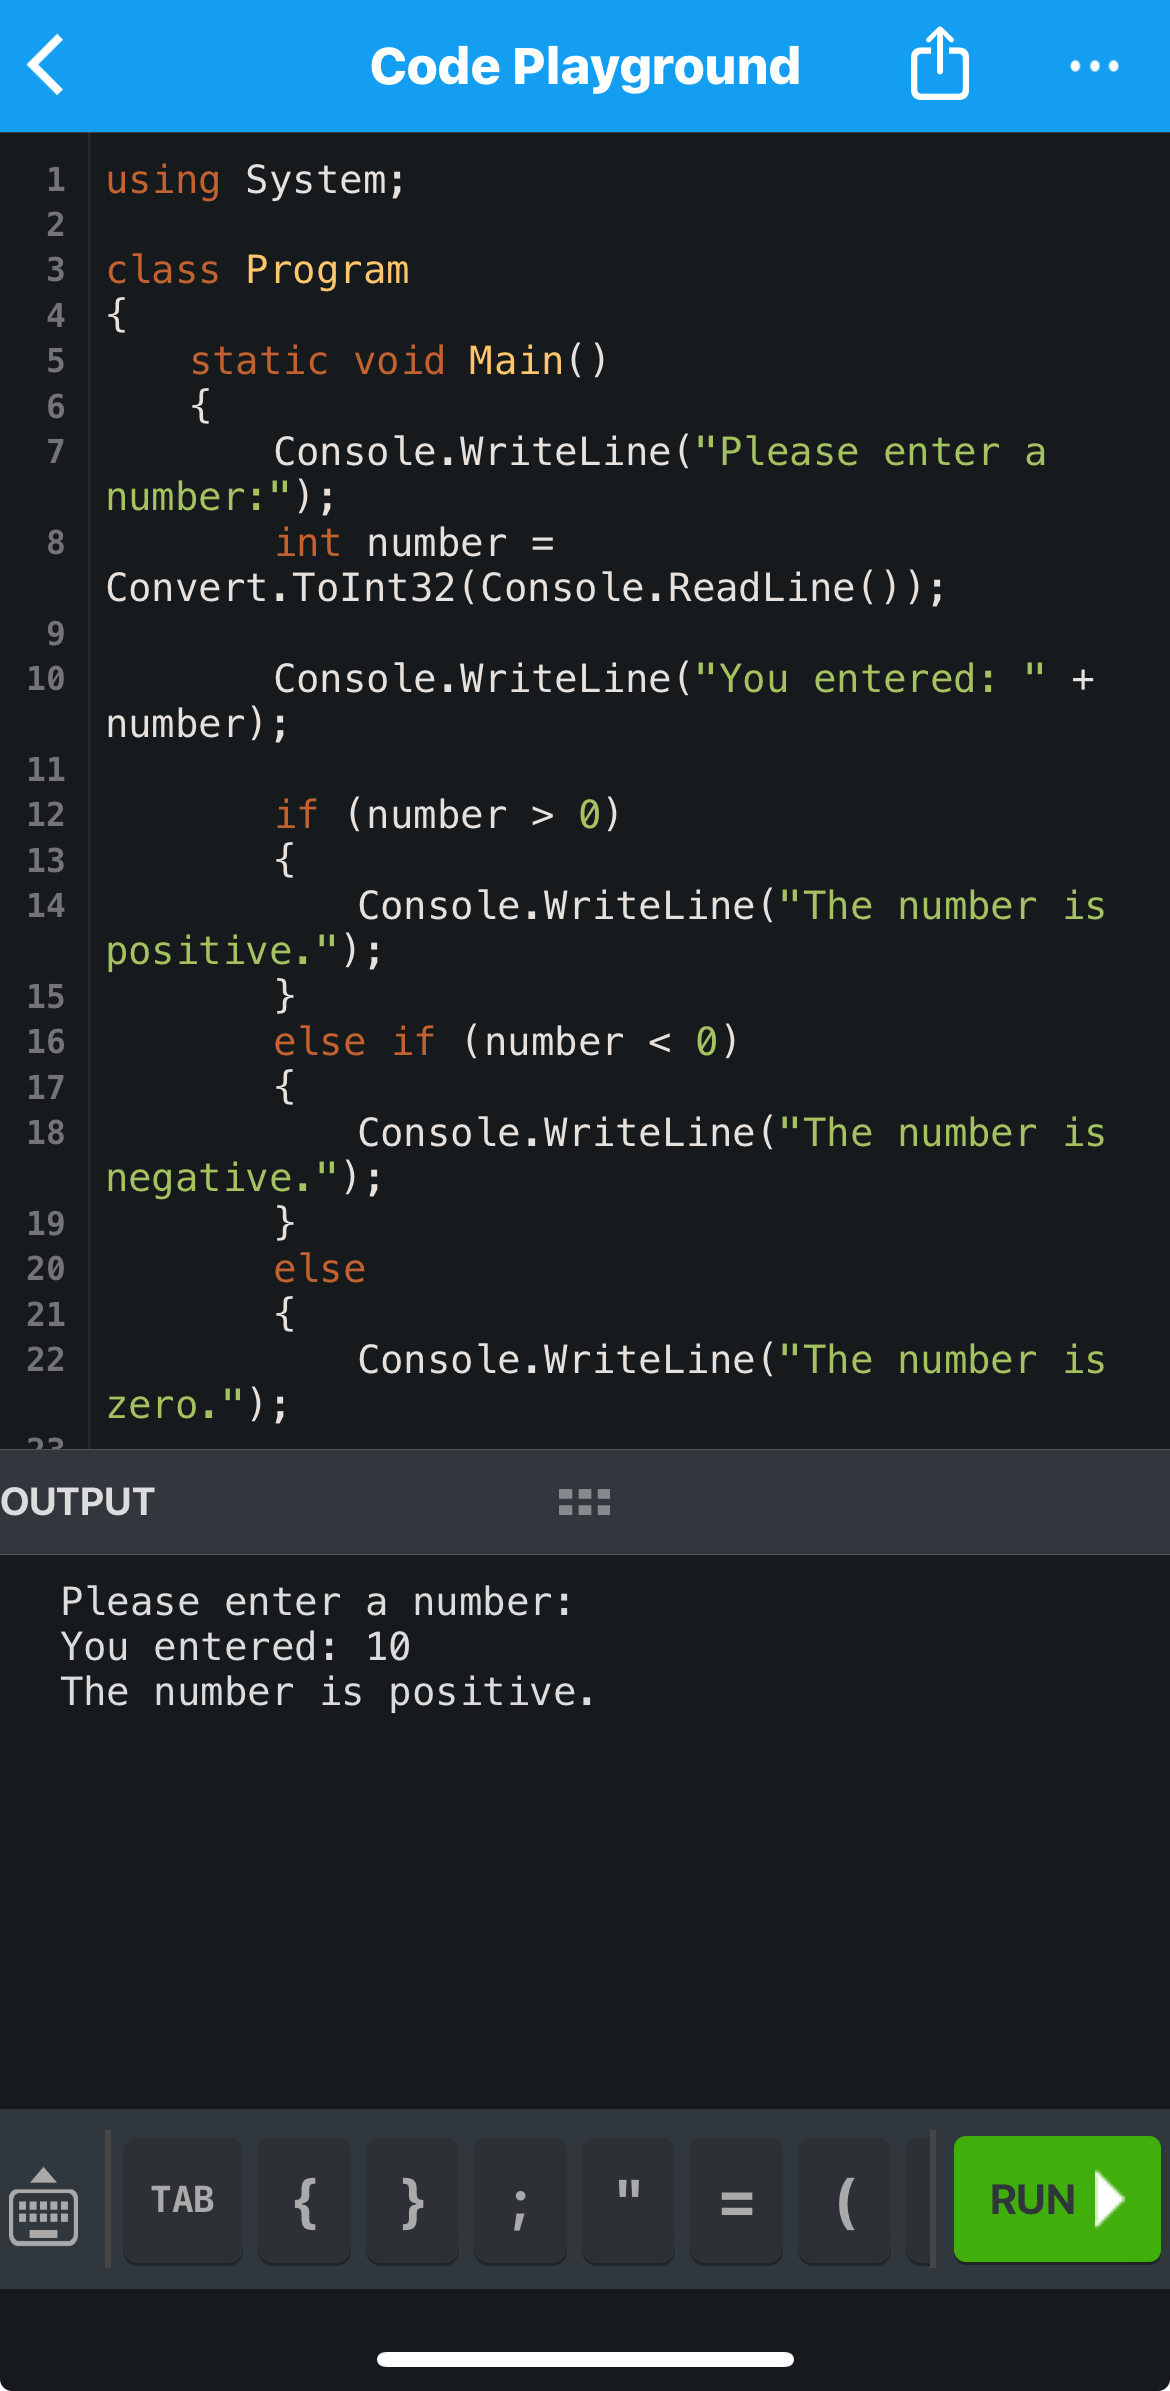 Code Playground
1 using System;
2
3 class Program
4 {
5     static void Main()
6     {
7         Console.WriteLine("Please enter a
number:");
8         int number =
Convert.ToInt32(Console.ReadLine());
9
10         Console.WriteLine("You entered: " +
number);
11
12         if (number > 0)
13         {
14             Console.WriteLine("The number is
positive.");
15         }
16         else if (number < 0)
17         {
18             Console.WriteLine("The number is
negative.");
19         }
20         else
21         {
22             Console.WriteLine("The number is
zero.");
23
OUTPUT
Please enter a number:
You entered: 10
The number is positive.
TAB { } ; " = ( RUN